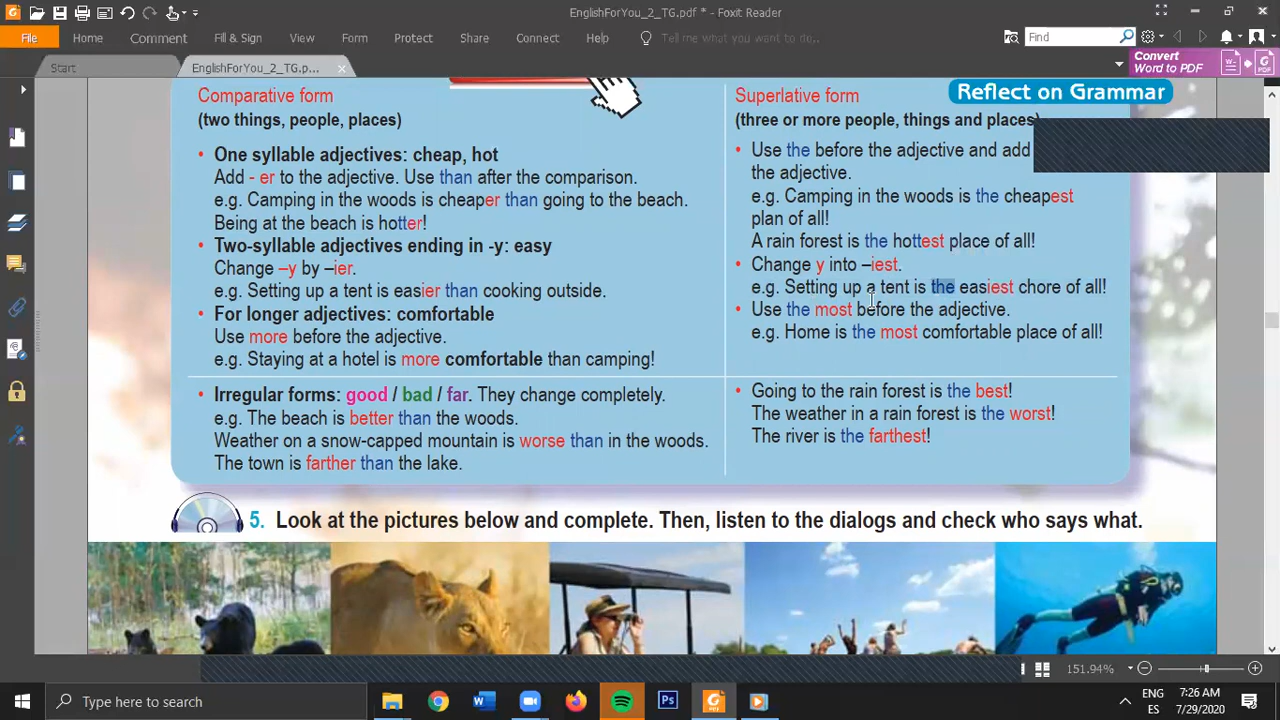 EnglishForYou_2_TG.pdf * - Foxit Reader
File Home Comment Fill & Sign View Form Protect Share Connect Help Tell me what you want to do... Find
Start EnglishForYou_2_TG.p... Convert
Word to PDF
Reflect on Grammar
Comparative form
(two things, people, places)
• One syllable adjectives: cheap, hot
Add - er to the adjective. Use than after the comparison.
e.g. Camping in the woods is cheaper than going to the beach.
Being at the beach is hotter!
• Two-syllable adjectives ending in -y: easy
Change –y by –ier.
e.g. Setting up a tent is easier than cooking outside.
• For longer adjectives: comfortable
Use more before the adjective.
e.g. Staying at a hotel is more comfortable than camping!
Superlative form
(three or more people, things and places)
• Use the before the adjective and add
the adjective.
e.g. Camping in the woods is the cheapest
plan of all!
A rain forest is the hottest place of all!
• Change y into –iest.
e.g. Setting up a tent is the easiest chore of all!
• Use the most before the adjective.
e.g. Home is the most comfortable place of all!
• Irregular forms: good / bad / far. They change completely.
e.g. The beach is better than the woods.
Weather on a snow-capped mountain is worse than in the woods.
The town is farther than the lake.
• Going to the rain forest is the best!
The weather in a rain forest is the worst!
The river is the farthest!
5. Look at the pictures below and complete. Then, listen to the dialogs and check who says what.
151.94%
Type here to search
ENG
ES
7:26 AM
7/29/2020